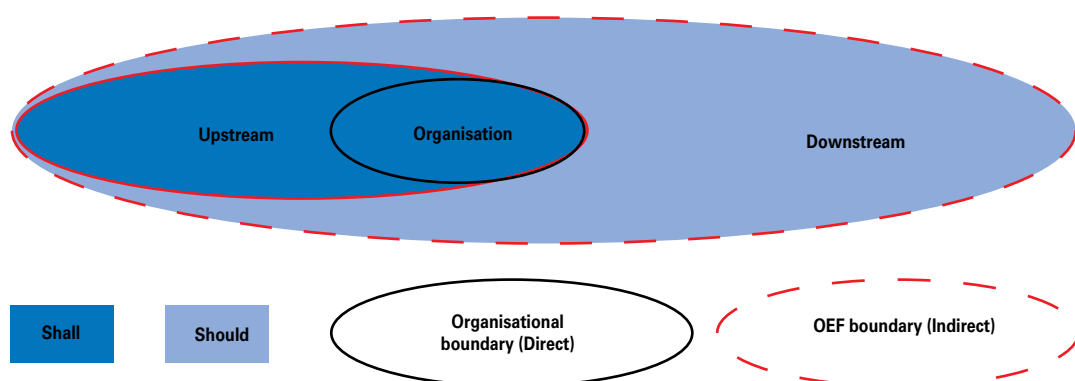 Upstream
Organisation
Downstream
Shall
Should
Organisational
boundary (Direct)
OEF boundary (Indirect)